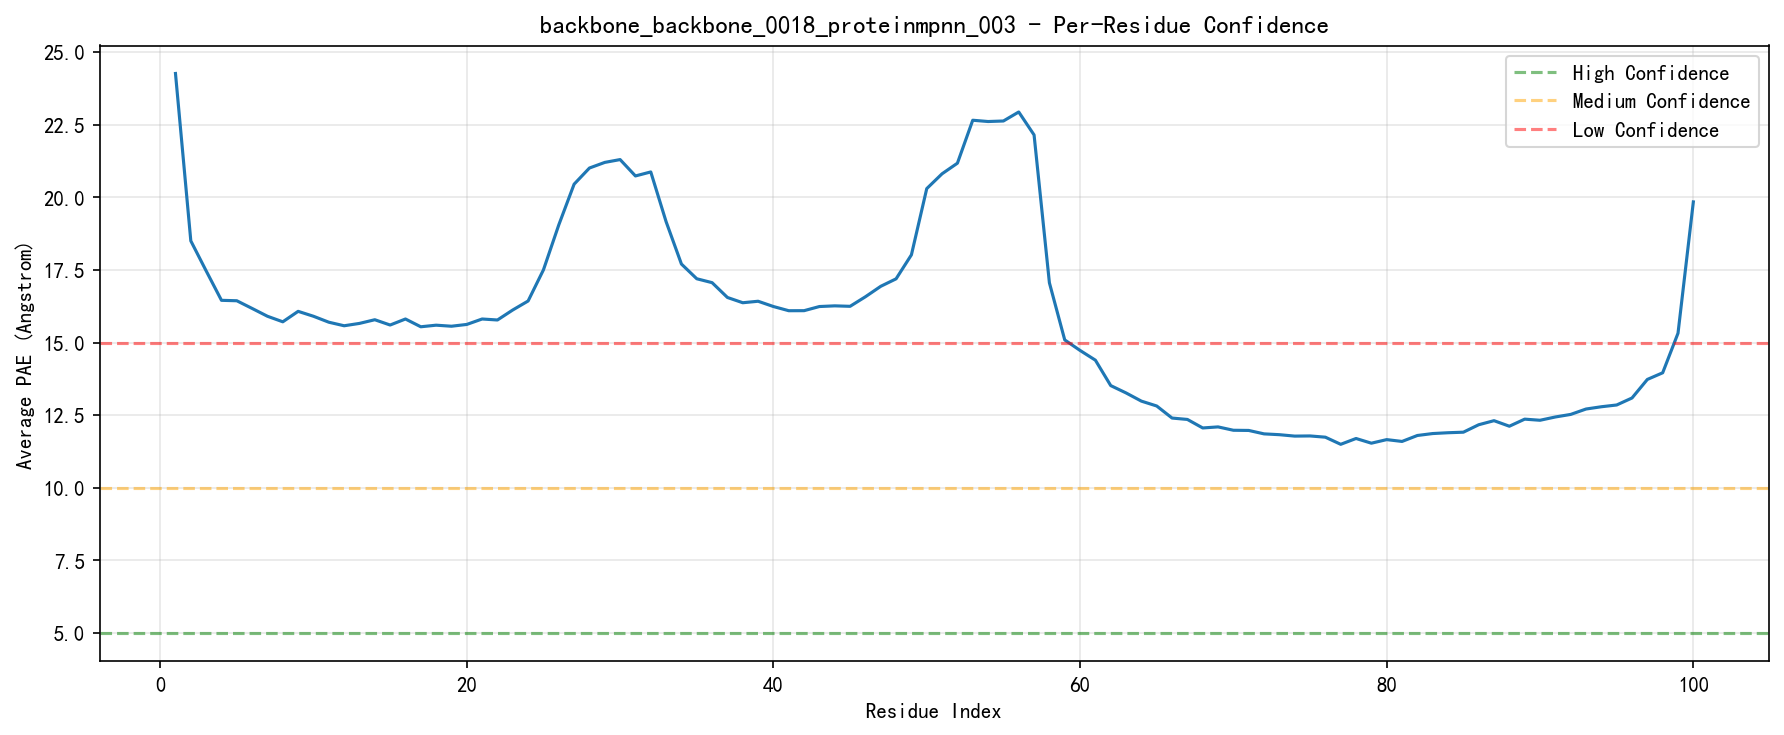 backbone_backbone_0018_proteinmpnn_003 - Per-Residue Confidence
25.0
22.5
20.0
17.5
15.0
12.5
10.0
7.5
5.0
Average PAE (Angstrom)
High Confidence
Medium Confidence
Low Confidence
0 20 40 60 80 100
Residue Index